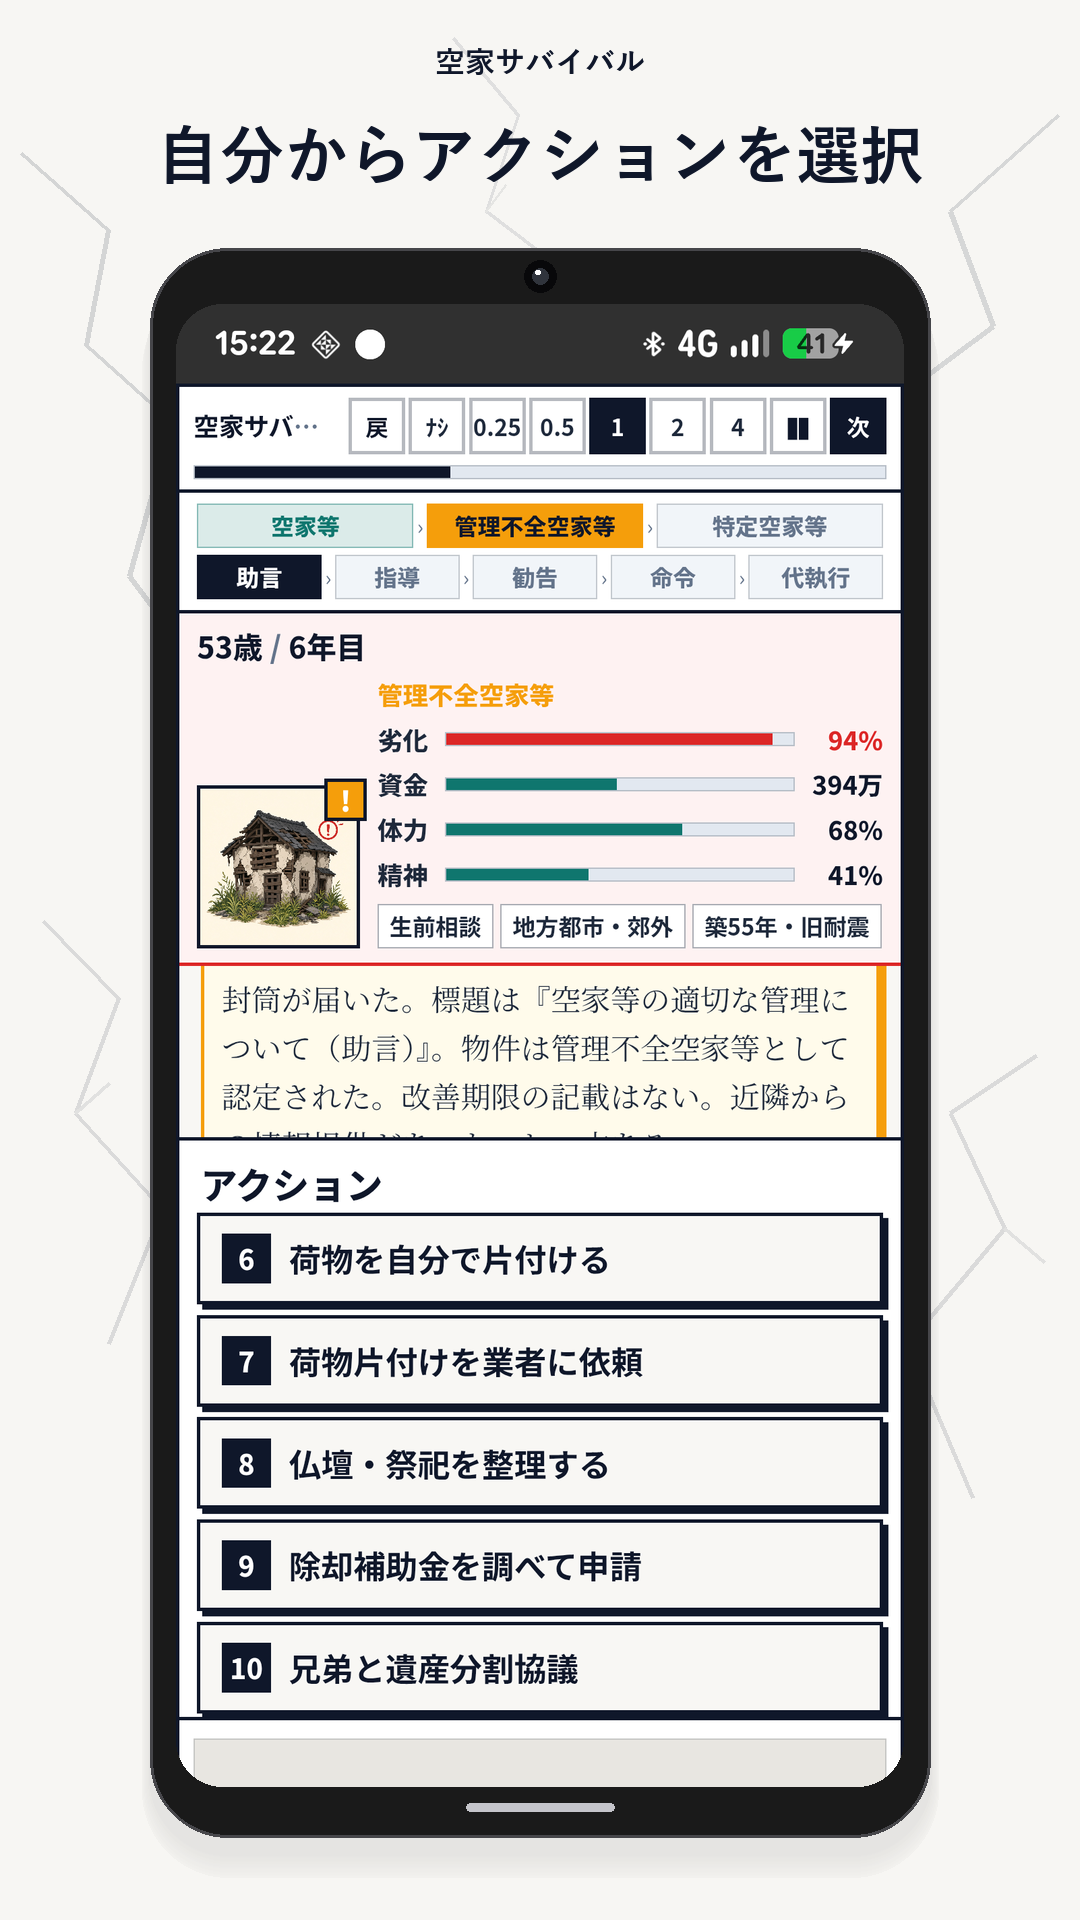 空家サバイバル
自分からアクションを選択
15:22 4G 41
空家サバ… 戻 ﾅｼ 0.25 0.5 1 2 4 次
空家等 › 管理不全空家等 › 特定空家等
助言 › 指導 › 勧告 › 命令 › 代執行
53歳 / 6年目
管理不全空家等
劣化 94%
資金 394万
体力 68%
精神 41%
!
!
生前相談 地方都市・郊外 築55年・旧耐震
封筒が届いた。標題は『空家等の適切な管理に
ついて（助言）』。物件は管理不全空家等として
認定された。改善期限の記載はない。近隣から
アクション
6 荷物を自分で片付ける
7 荷物片付けを業者に依頼
8 仏壇・祭祀を整理する
9 除却補助金を調べて申請
10 兄弟と遺産分割協議